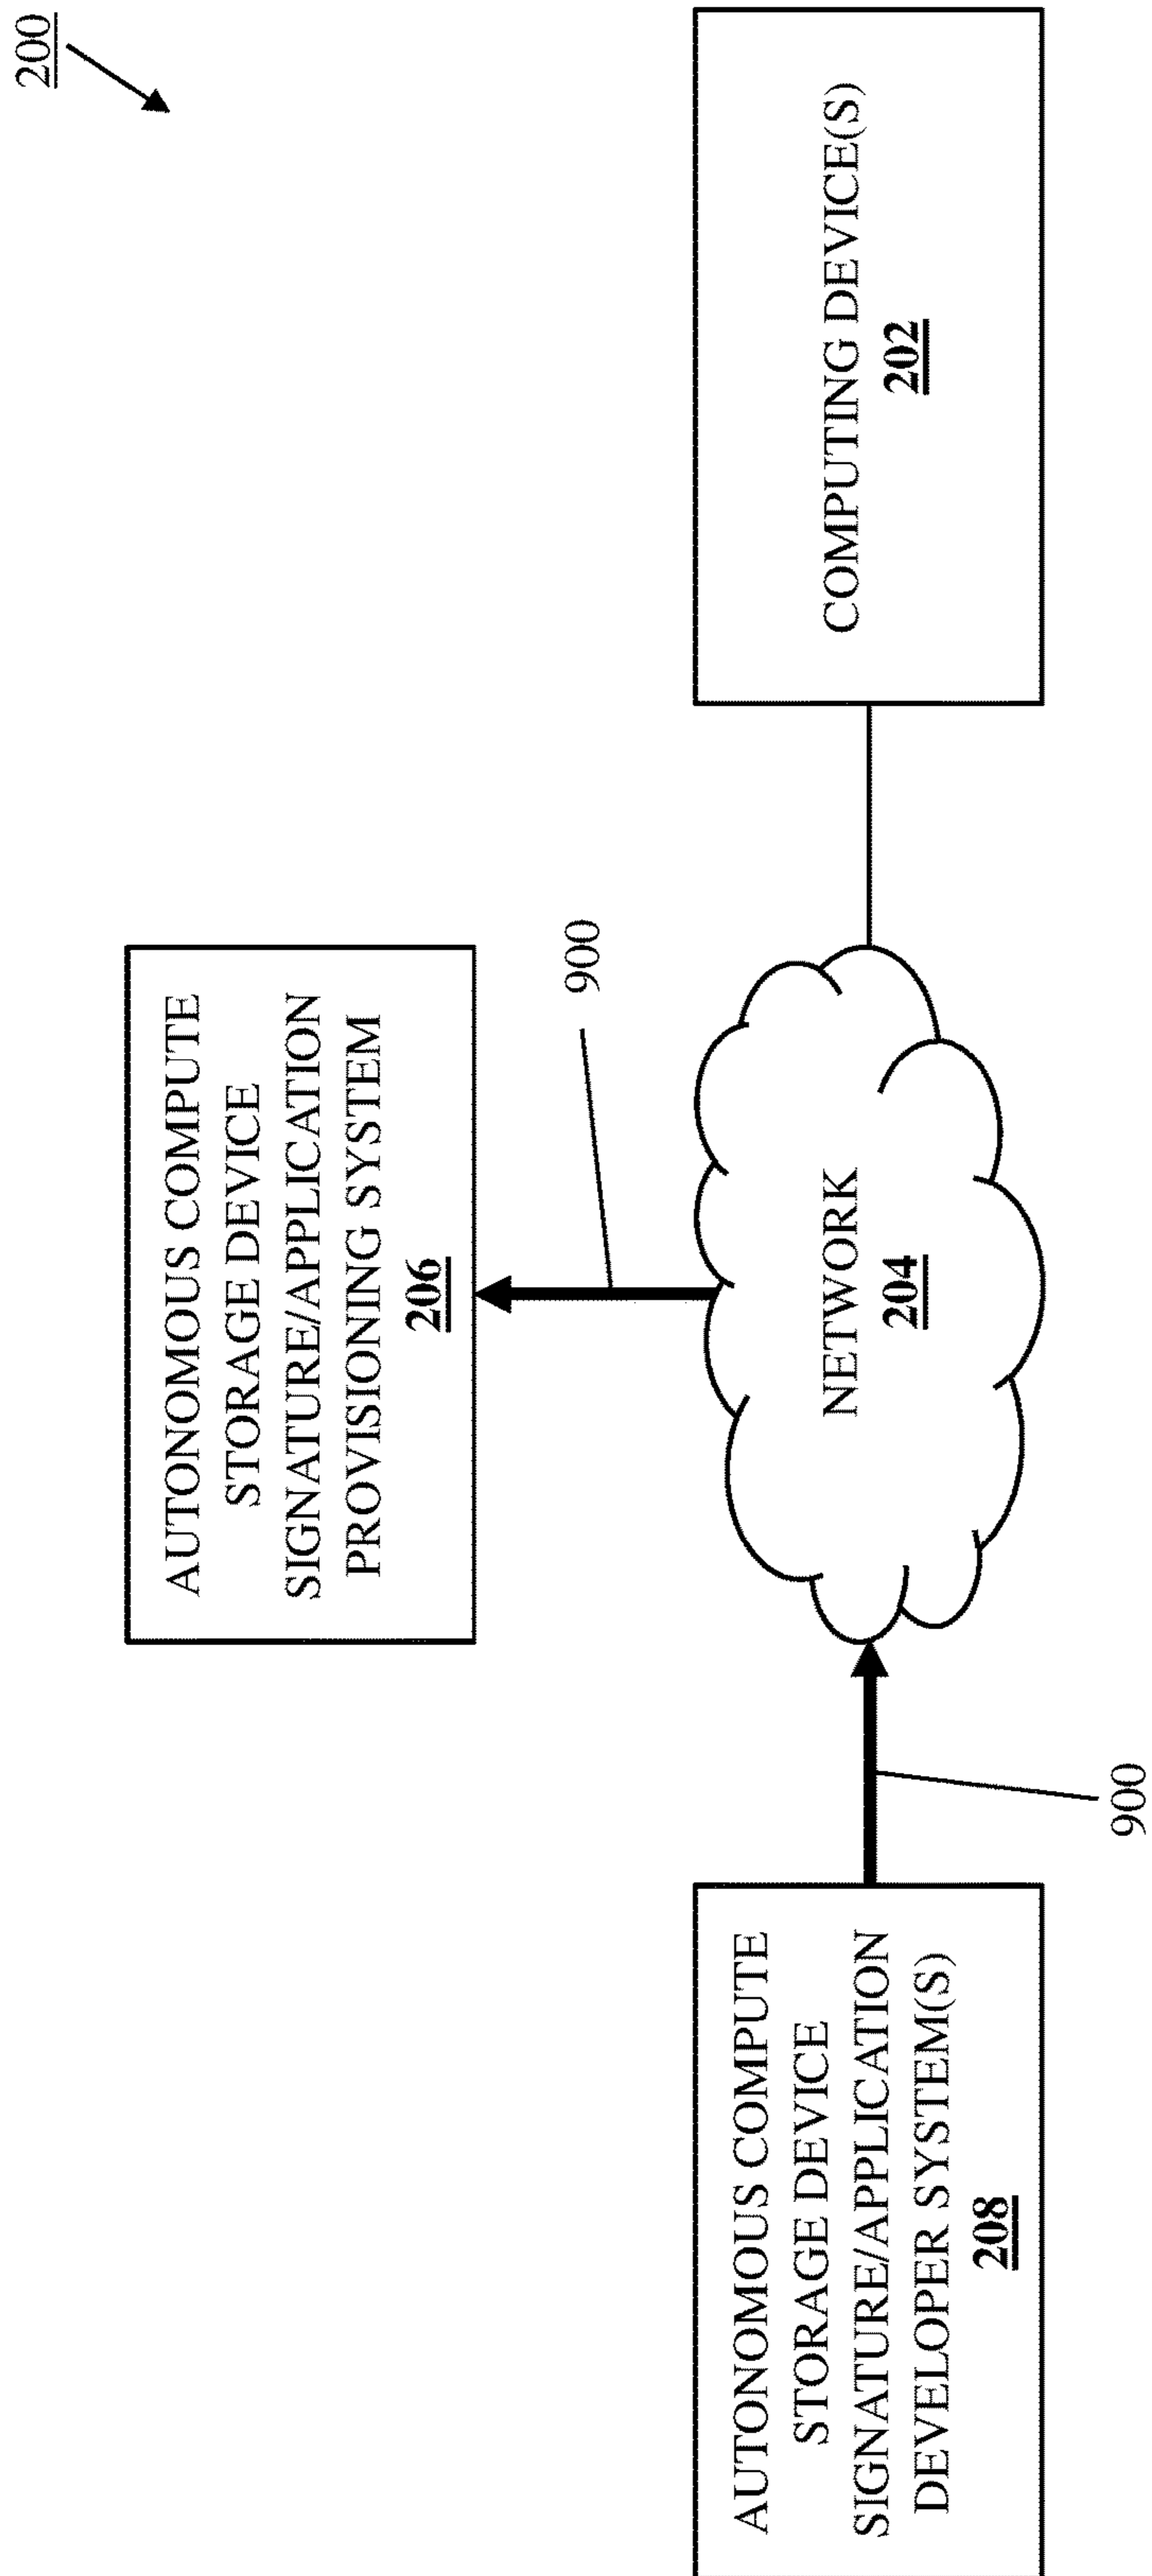 200
AUTONOMOUS COMPUTE
STORAGE DEVICE
SIGNATURE/APPLICATION
PROVISIONING SYSTEM
206
900
AUTONOMOUS COMPUTE
STORAGE DEVICE
SIGNATURE/APPLICATION
DEVELOPER SYSTEM(S)
208
900
NETWORK
204
COMPUTING DEVICE(S)
202